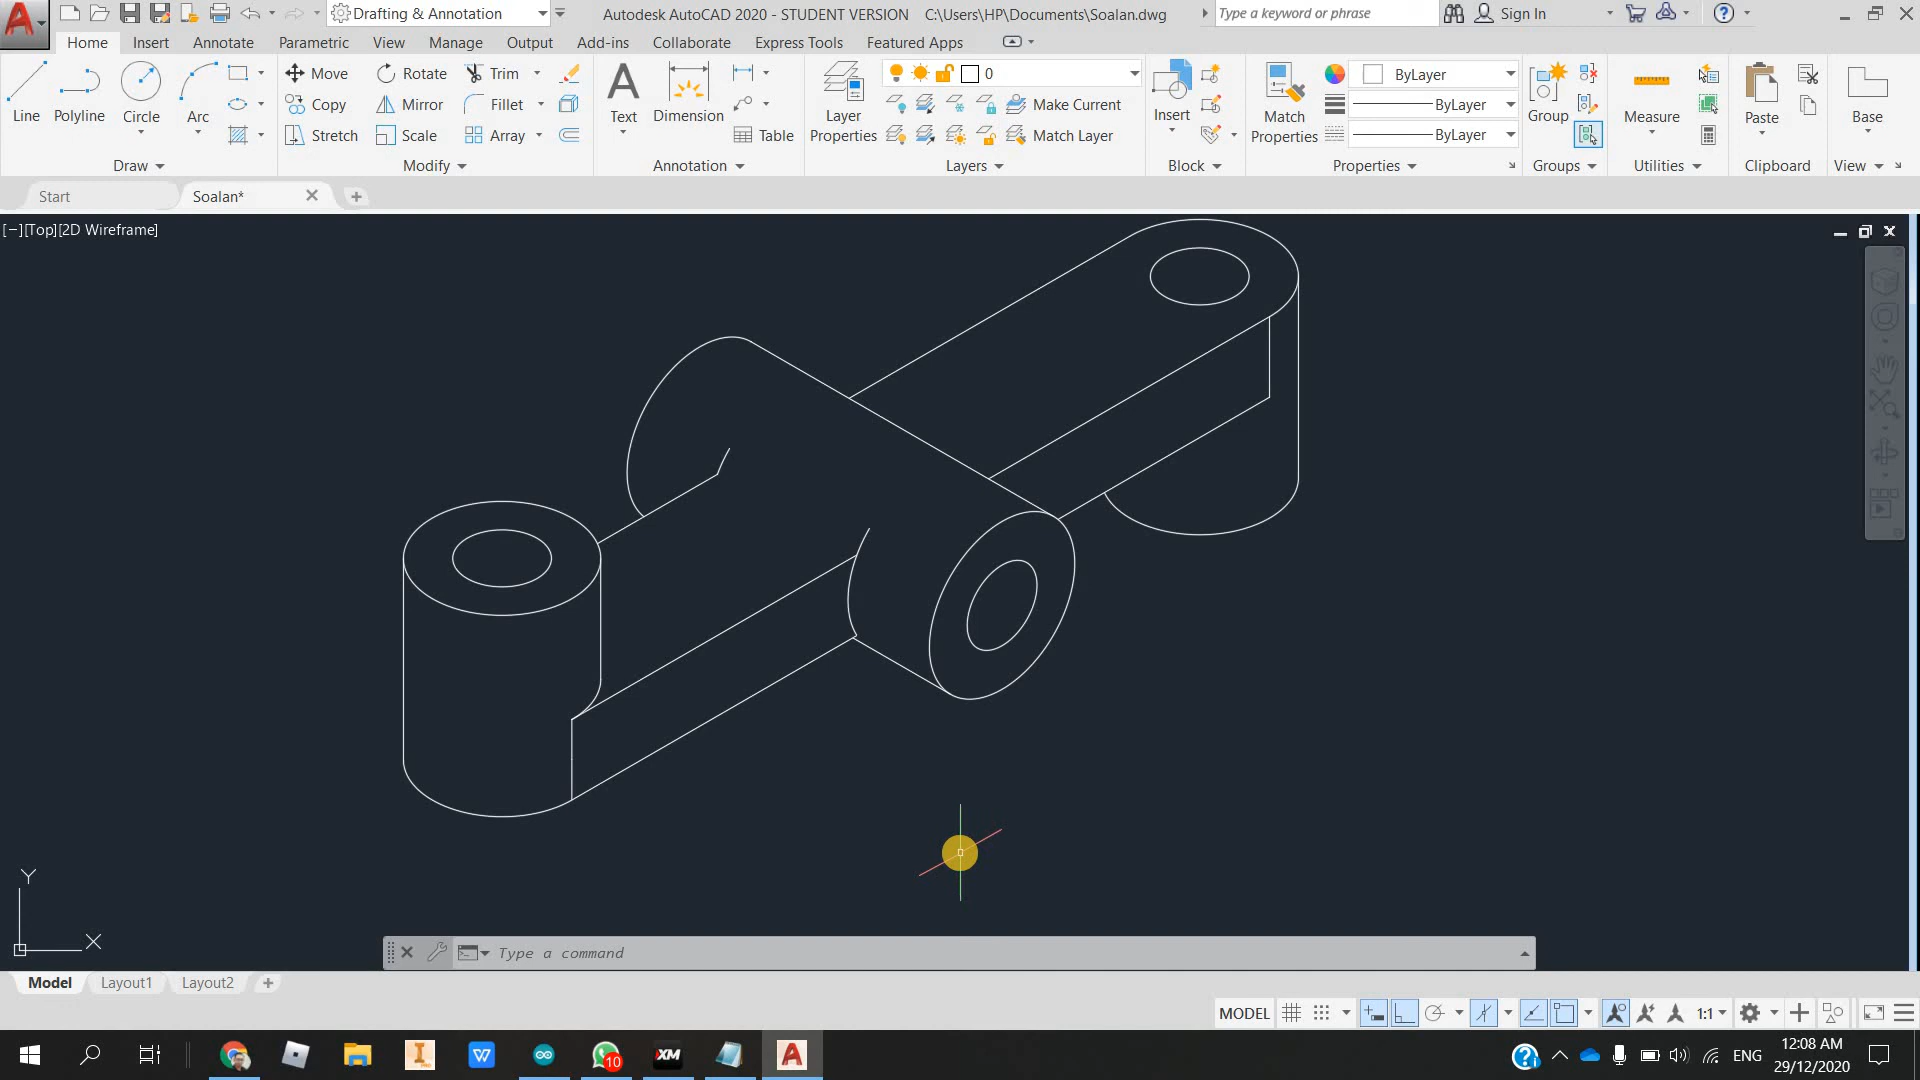 Drafting & Annotation
Autodesk AutoCAD 2020 - STUDENT VERSION C:\Users\HP\Documents\Soalan.dwg
Type a keyword or phrase
Sign In
Home Insert Annotate Parametric View Manage Output Add-ins Collaborate Express Tools Featured Apps
Line Polyline Circle Arc
Move Rotate Trim
Copy Mirror Fillet
Stretch Scale Array
Text Dimension Table
Layer Properties
0
Make Current
Match Layer
Insert
Match Properties
ByLayer
ByLayer
ByLayer
Group
Measure
Paste
Base
Draw Modify Annotation Layers Block Properties Groups Utilities Clipboard View
Start Soalan*
[−][Top][2D Wireframe]
Y
X
Type a command
Model Layout1 Layout2
MODEL 1:1
10
XM
ENG
12:08 AM
29/12/2020